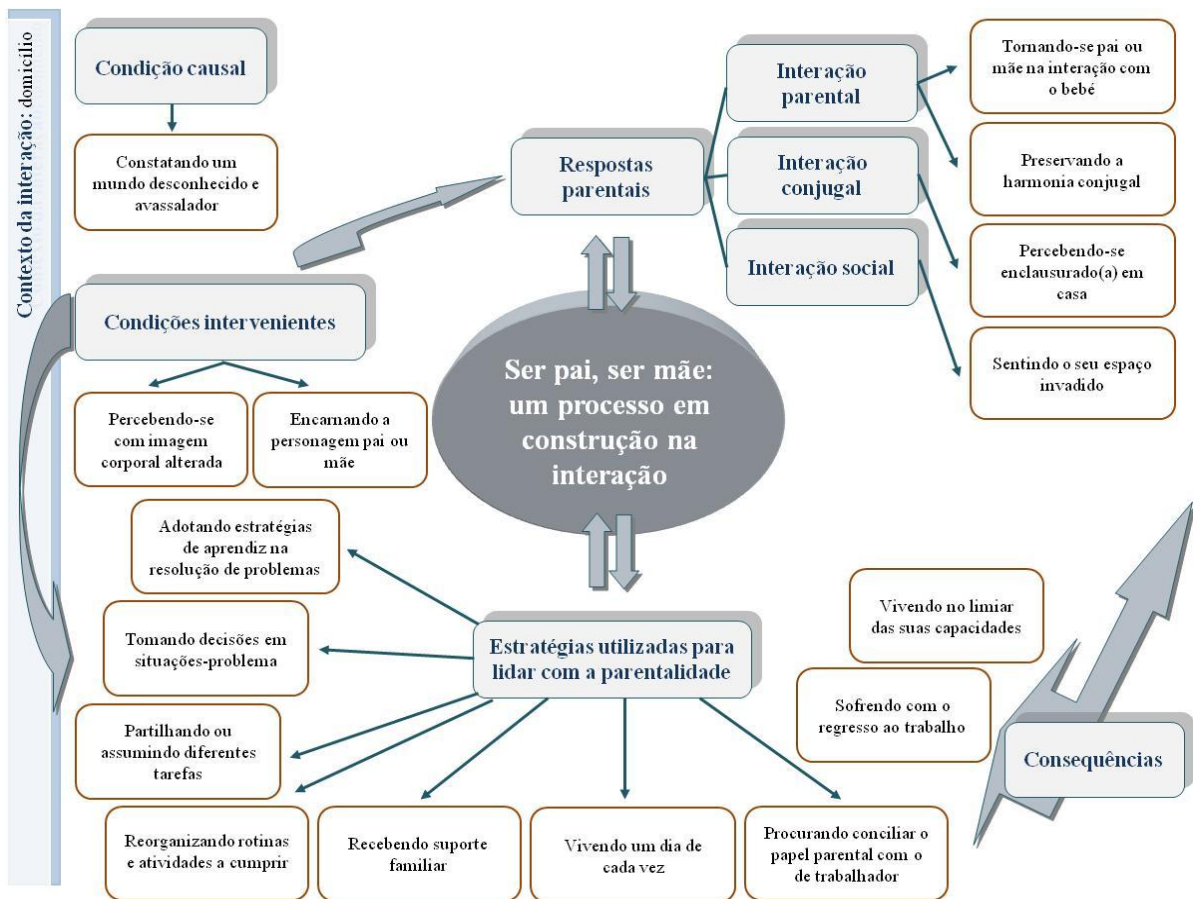 Contexto da interação: domicílio
Condição causal
Constatando um
mundo desconhecido e
avassalador
Condições intervenientes
Percebendo-se
com imagem
corporal alterada
Encarnando a
personagem pai ou
mãe
Respostas
parentais
Interação
parental
Interação
conjugal
Interação social
Tornando-se pai ou
mãe na interação com
o bebé
Preservando a
harmonia conjugal
Percebendo-se
enclausurado(a) em
casa
Sentindo o seu espaço
invadido
Ser pai, ser mãe:
um processo em
construção na
interação
Estratégias utilizadas para
lidar com a parentalidade
Adotando estratégias
de aprendiz na
resolução de problemas
Tomando decisões em
situações-problema
Partilhando ou
assumindo diferentes
tarefas
Reorganizando rotinas
e atividades a cumprir
Recebendo suporte
familiar
Vivendo um dia de
cada vez
Procurando conciliar o
papel parental com o
de trabalhador
Vivendo no limiar
das suas capacidades
Sofrendo com o
regresso ao trabalho
Consequências